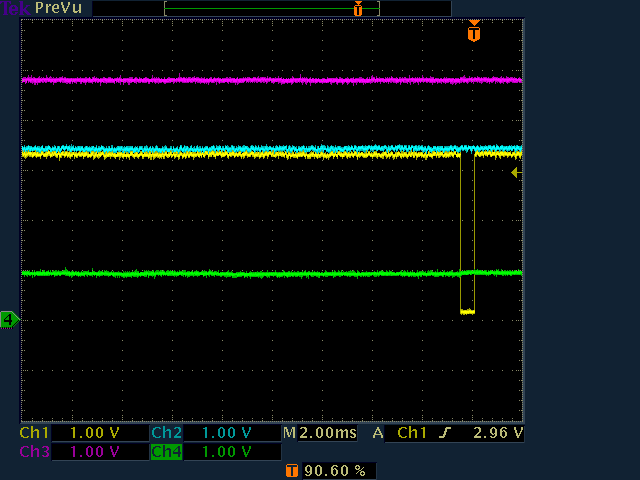 Tek PreVu
T
T
4
Ch1 1.00 V Ch2 1.00 V M 2.00ms A Ch1 2.96 V
Ch3 1.00 V Ch4 1.00 V
T 90.60 %